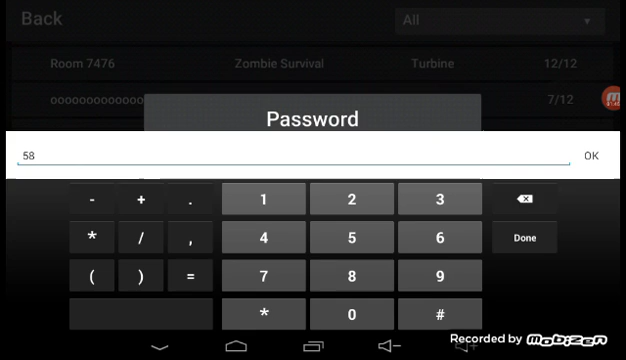 Back
All
Room 7476 Zombie Survival Turbine 12/12
ooooooooooooo 7/12
Password
58 OK
- + . 1 2 3
* / , 4 5 6 Done
( ) = 7 8 9
* 0 #
Recorded by Mobizen